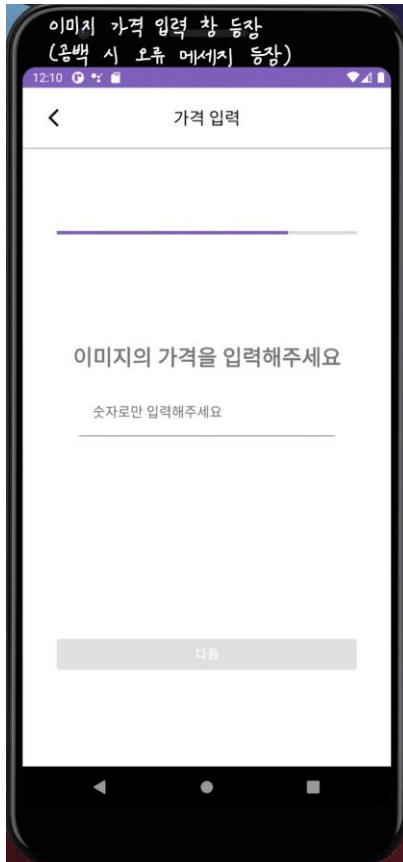 이미지 가격 입력 창 등장
(공백 시 오류 메세지 등장)
12:10
가격 입력
이미지의 가격을 입력해주세요
숫자로만 입력해주세요
다음